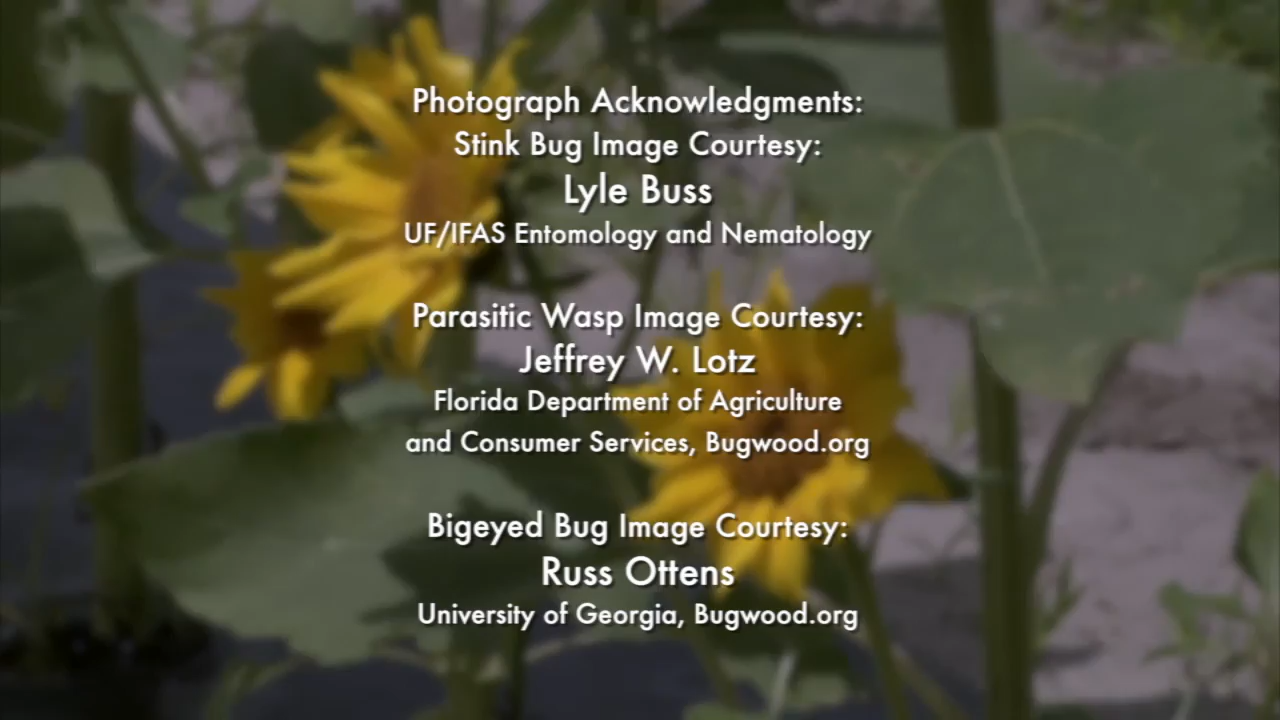 Photograph Acknowledgments:
Stink Bug Image Courtesy:
Lyle Buss
UF/IFAS Entomology and Nematology
Parasitic Wasp Image Courtesy:
Jeffrey W. Lotz
Florida Department of Agriculture
and Consumer Services, Bugwood.org
Bigeyed Bug Image Courtesy:
Russ Ottens
University of Georgia, Bugwood.org